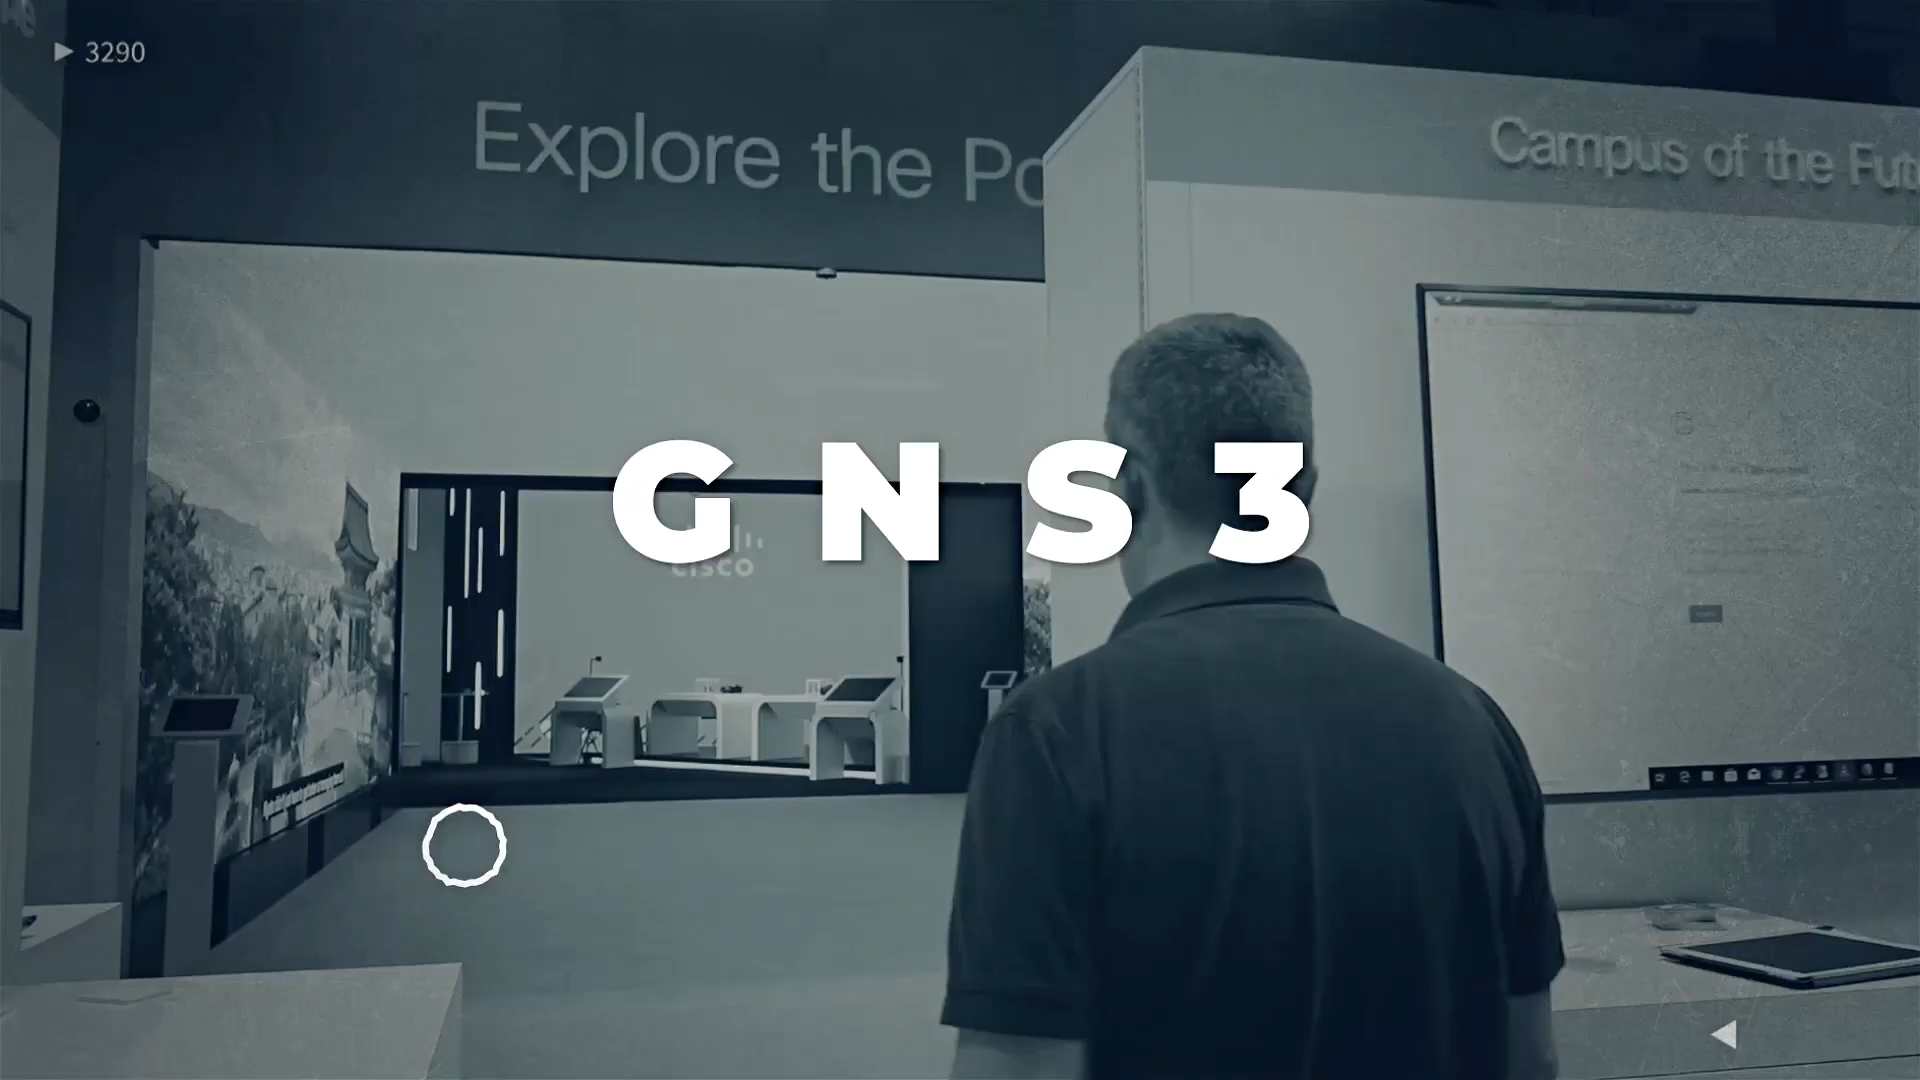 3290
Explore the Po
Campus of the Futu
GNS3
cisco